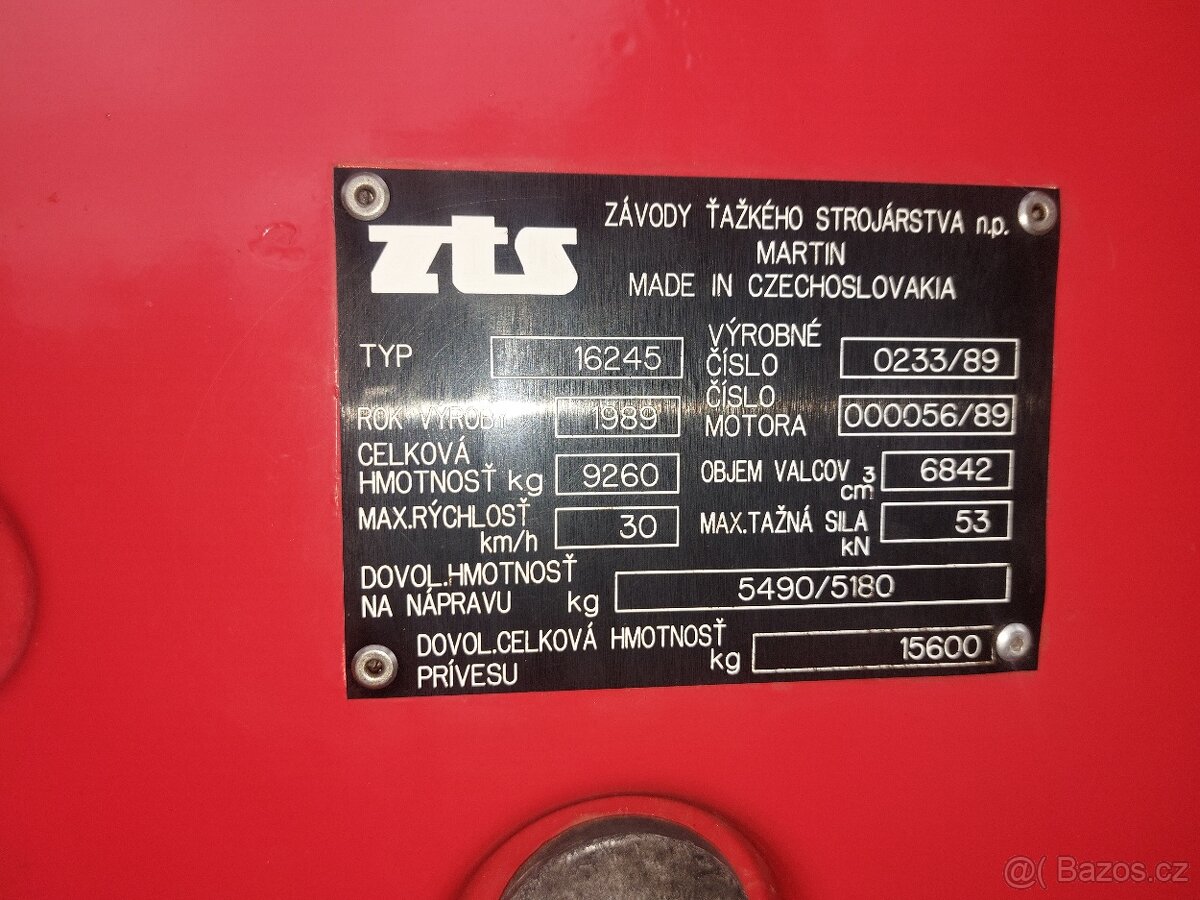 zts
ZÁVODY ŤAŽKÉHO STROJÁRSTVA n.p.
MARTIN
MADE IN CZECHOSLOVAKIA
TYP 16245
VÝROBNÉ
ČÍSLO 0233/89
ROK VÝROBY 1989
ČÍSLO
MOTORA 000056/89
CELKOVÁ
HMOTNOSŤ kg 9260
OBJEM VALCOV cm3 6842
MAX.RÝCHLOSŤ
km/h 30
MAX.TAŽNÁ SILA
kN 53
DOVOL.HMOTNOSŤ
NA NÁPRAVU kg 5490/5180
DOVOL.CELKOVÁ HMOTNOSŤ
PRÍVESU kg 15600
@( Bazos.cz